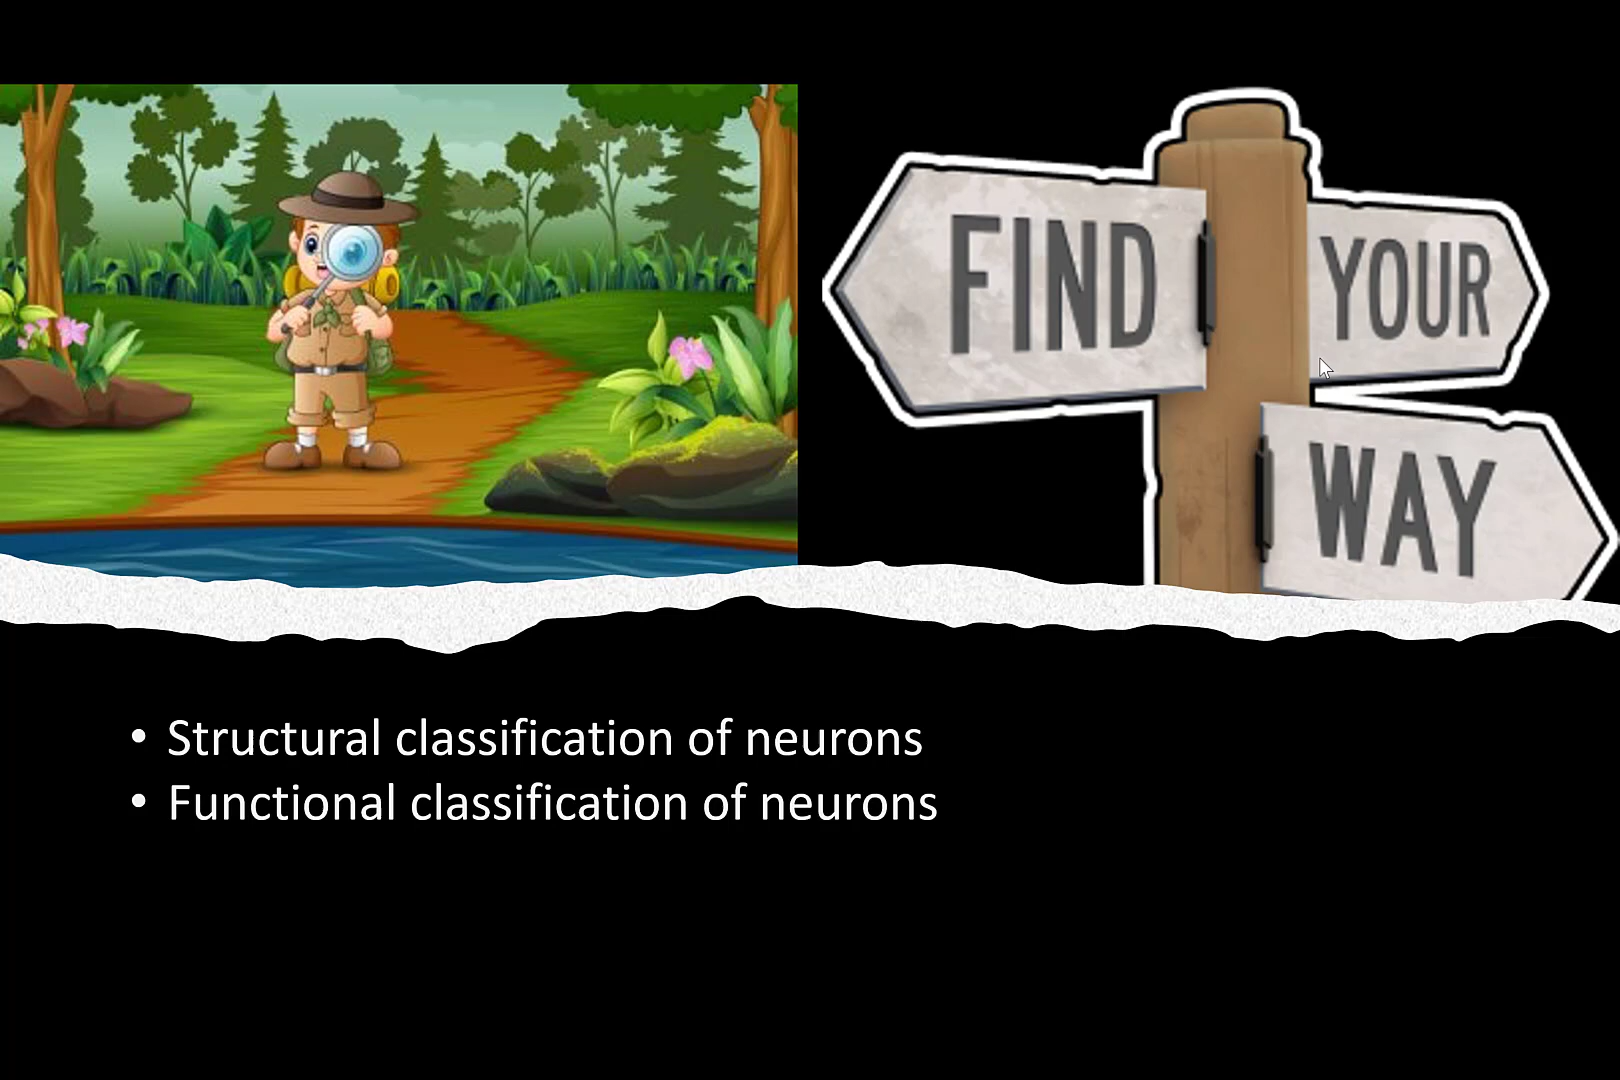 FIND
YOUR
WAY
• Structural classification of neurons
• Functional classification of neurons